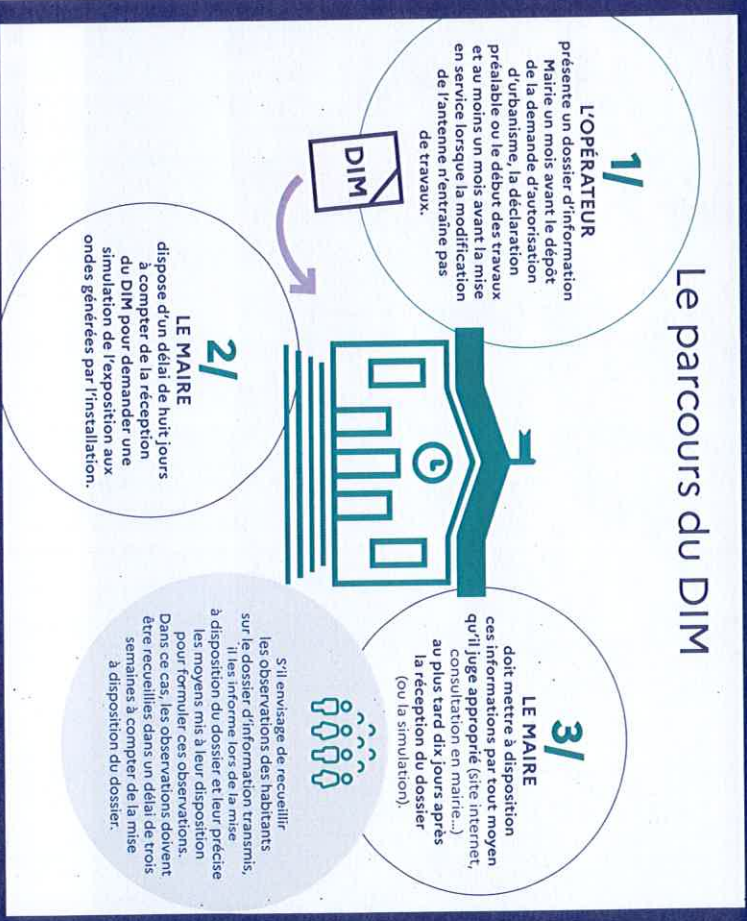 Le parcours du DIM
1/
L'OPÉRATEUR
présente un dossier d'information
Mairie un mois avant le dépôt
de la demande d'autorisation
d'urbanisme, la déclaration
préalable ou le début des travaux
et au moins un mois avant la mise
en service lorsque la modification
de l'antenne n'entraîne pas
de travaux.
DIM
2/
LE MAIRE
dispose d'un délai de huit jours
à compter de la réception
du DIM pour demander une
simulation de l'exposition aux
ondes générées par l'installation.
3/
LE MAIRE
doit mettre à disposition
ces informations par tout moyen
qu'il juge approprié (site internet,
consultation en mairie...)
au plus tard dix jours après
la réception du dossier
(ou la simulation).
S'il envisage de recueillir
les observations des habitants
sur le dossier d'information transmis,
il les informe lors de la mise
à disposition du dossier et leur précise
les moyens mis à leur disposition
pour formuler ces observations.
Dans ce cas, les observations doivent
être recueillies dans un délai de trois
semaines à compter de la mise
à disposition du dossier.